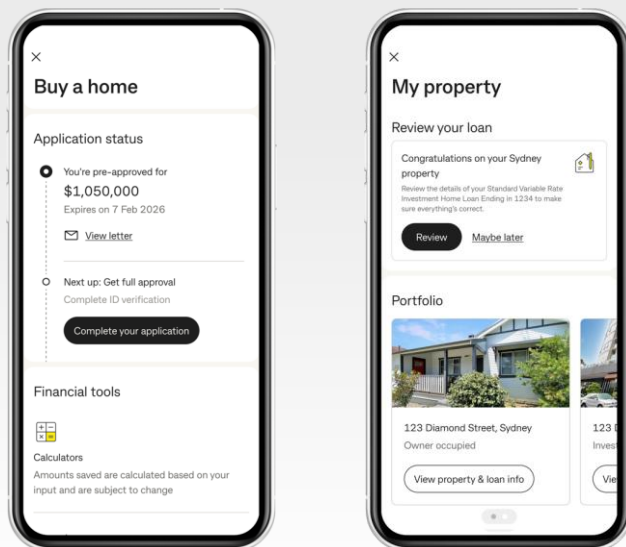 Buy a home
Application status
You're pre-approved for
$1,050,000
Expires on 7 Feb 2026
View letter
Next up: Get full approval
Complete ID verification
Complete your application
Financial tools
Calculators
Amounts saved are calculated based on your
input and are subject to change
My property
Review your loan
Congratulations on your Sydney
property
Review the details of your Standard Variable Rate
Investment Home Loan Ending in 1234 to make
sure everything's correct.
Review
Maybe later
Portfolio
123 Diamond Street, Sydney
Owner occupied
View property & loan info
123